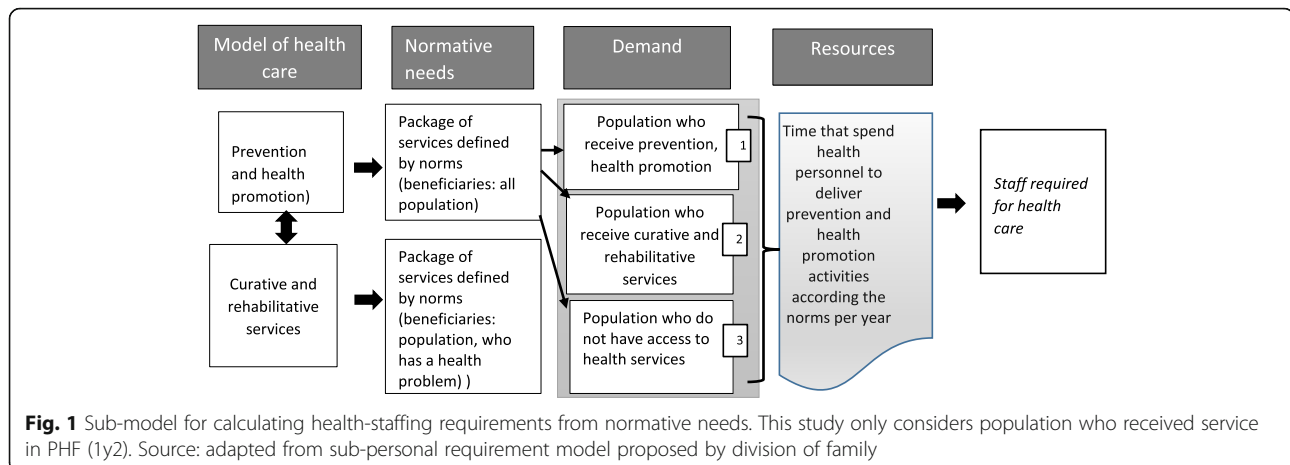 Model of health
care
Normative
needs
Demand
Resources
Prevention
and health
promotion)
Curative and
rehabilitative
services
Package of
services defined
by norms
(beneficiaries: all
population)
Package of
services defined
by norms
(beneficiaries:
population, who
has a health
problem) )
Population who
receive prevention,
health promotion
1
Population who
receive curative and
rehabilitative
services
2
Population who do
not have access to
health services
3
Time that spend
health
personnel to
deliver
prevention and
health
promotion
activities
according the
norms per year
Staff required
for health
care
Fig. 1 Sub-model for calculating health-staffing requirements from normative needs. This study only considers population who received service
in PHF (1y2). Source: adapted from sub-personal requirement model proposed by division of family